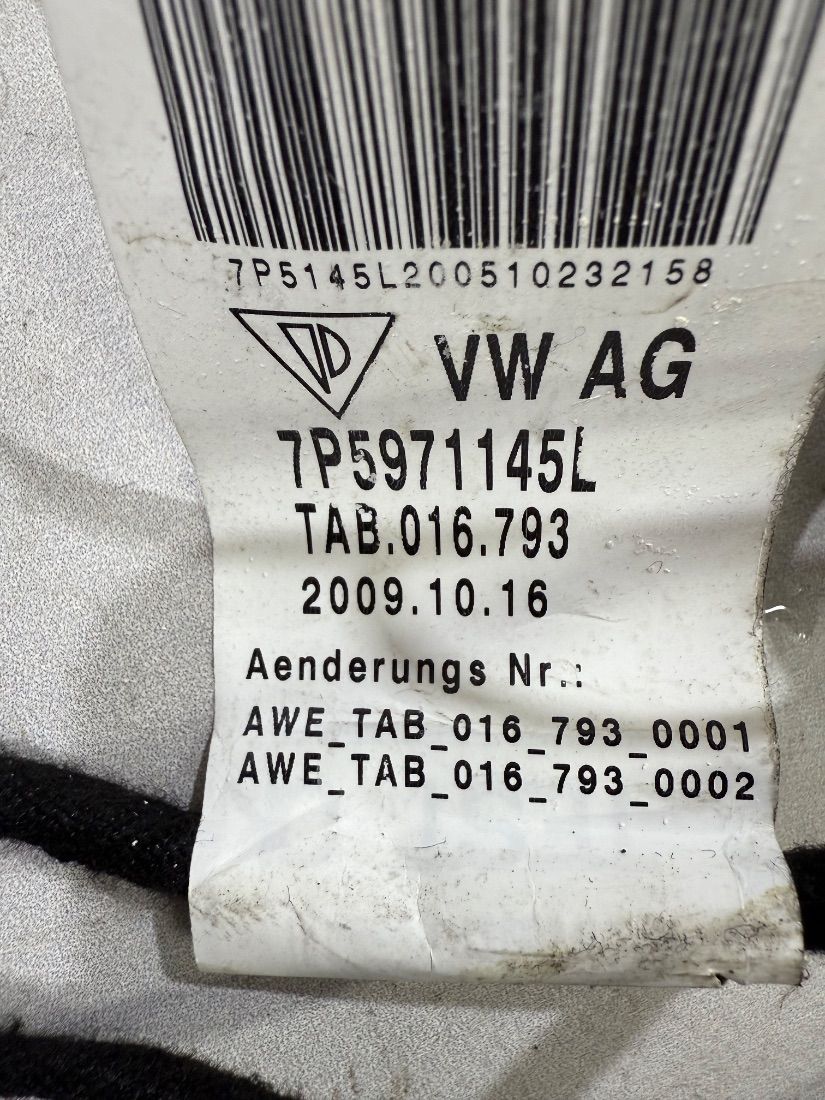 7P5145L200510232158
VW AG
7P5971145L
TAB.016.793
2009.10.16
Aenderungs Nr.:
AWE_TAB_016_793_0001
AWE_TAB_016_793_0002